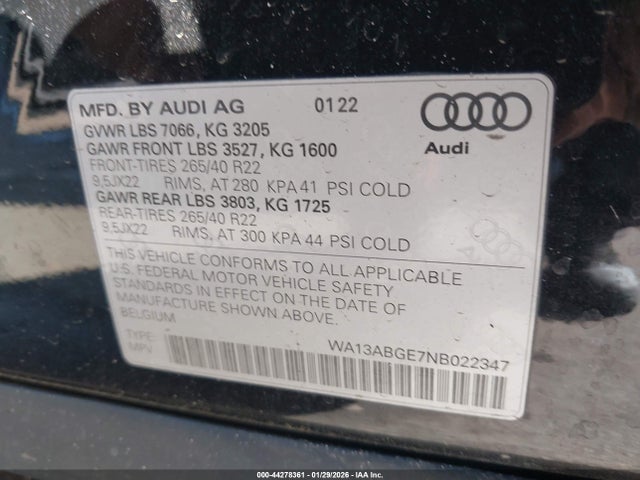 MFD. BY AUDI AG 01 22
GVWR LBS 7066, KG 3205
GAWR FRONT LBS 3527, KG 1600
FRONT-TIRES 265/40 R22
9,5JX22 RIMS, AT 280 KPA 41 PSI COLD
GAWR REAR LBS 3803, KG 1725
REAR-TIRES 265/40 R22
9,5JX22 RIMS, AT 300 KPA 44 PSI COLD
Audi
THIS VEHICLE CONFORMS TO ALL APPLICABLE
U.S. FEDERAL MOTOR VEHICLE SAFETY
STANDARDS IN EFFECT ON THE DATE OF
MANUFACTURE SHOWN ABOVE.
BELGIUM
TYPE:
MPV
WA13ABGE7NB022347
000-44278361 - 01/29/2026 - IAA Inc.